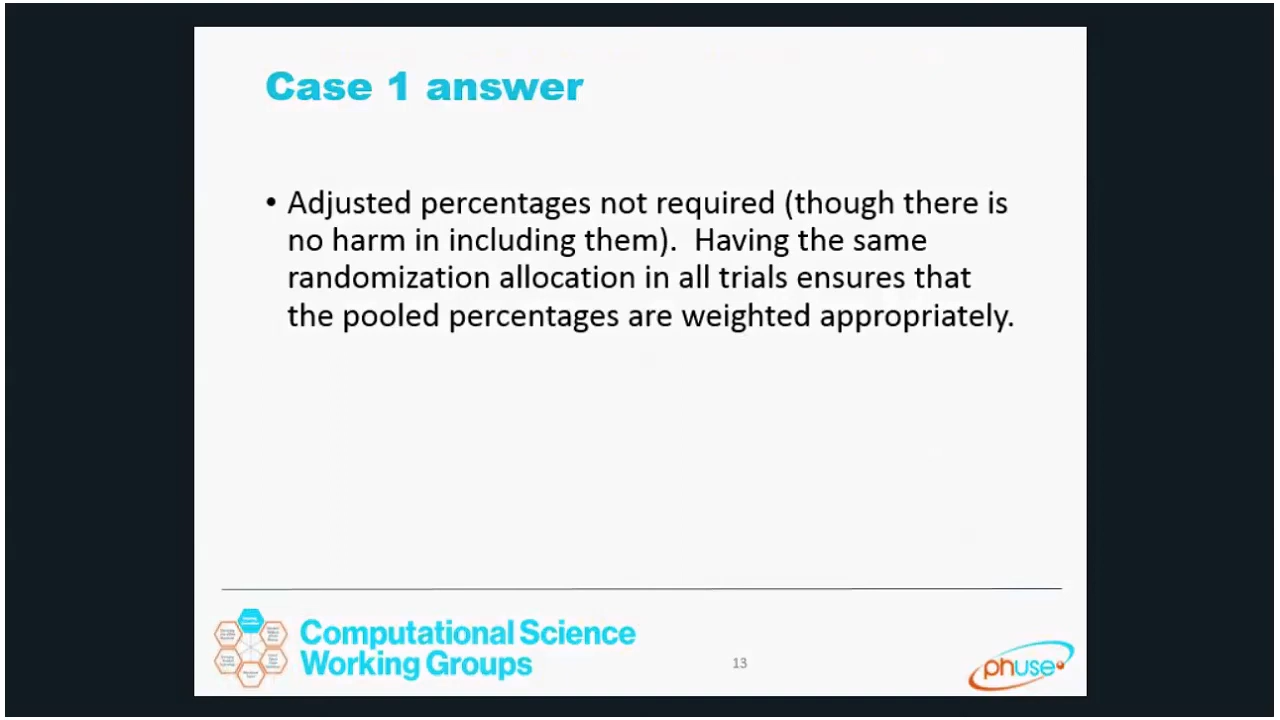 Case 1 answer
• Adjusted percentages not required (though there is
no harm in including them).  Having the same
randomization allocation in all trials ensures that
the pooled percentages are weighted appropriately.
Computational Science
Working Groups
13
phuse